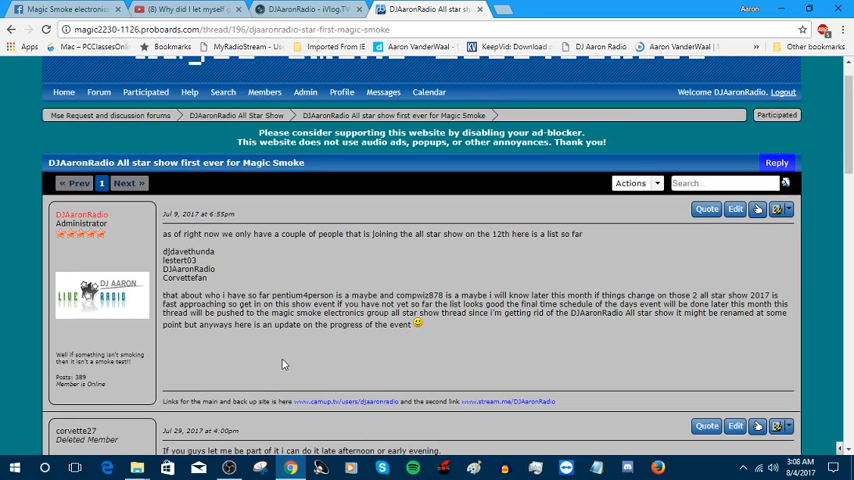 Magic Smoke electronics
(8) Why did I let myself g
DJAaronRadio - iVlog.TV
DJAaronRadio All star sh
Aaron
magic2230-1126.proboards.com/thread/196/djaaronradio-star-first-magic-smoke
Apps
Mac – PCClassesOnli
Bookmarks
MyRadioStream - Un
Imported From IE
Aaron VanderWaal |
KeepVid: Download
DJ Aaron Radio
Aaron VanderWaal
Other bookmarks
Home
Forum
Participated
Help
Search
Members
Admin
Profile
Messages
Calendar
Welcome DJAaronRadio. Logout
Mse Request and discussion forums
DJAaronRadio All Star Show
DJAaronRadio All star show first ever for Magic Smoke
Participated
Please consider supporting this website by disabling your ad-blocker.
This website does not use audio ads, popups, or other annoyances. Thank you!
DJAaronRadio All star show first ever for Magic Smoke
Reply
« Prev
1
Next »
Actions
Search...
DJAaronRadio
Administrator
LIVE
DJ AARON
RADIO
Well if something isn't smoking
then it isn't a smoke test!!
Posts: 389
Member is Online
Jul 9, 2017 at 6:55pm
Quote
Edit
as of right now we only have a couple of people that is joining the all star show on the 12th here is a list so far
djdavethunda
lestert03
DJAaronRadio
Corvettefan
that about who i have so far pentium4person is a maybe and compwiz878 is a maybe i will know later this month if things change on those 2 all star show 2017 is
fast approaching so get in on this show event if you have not yet so far the list looks good the final time schedule of the days event will be done later this month this
thread will be pushed to the magic smoke electronics group all star show thread since i'm getting rid of the DJAaronRadio All star show it might be renamed at some
point but anyways here is an update on the progress of the event
Links for the main and back up site is here www.camup.tv/users/djaaronradio and the second link www.stream.me/DJAaronRadio
corvette27
Deleted Member
Jul 29, 2017 at 4:00pm
Quote
Edit
If you guys let me be part of it i can do it late afternoon or early evening.
3:08 AM
8/4/2017